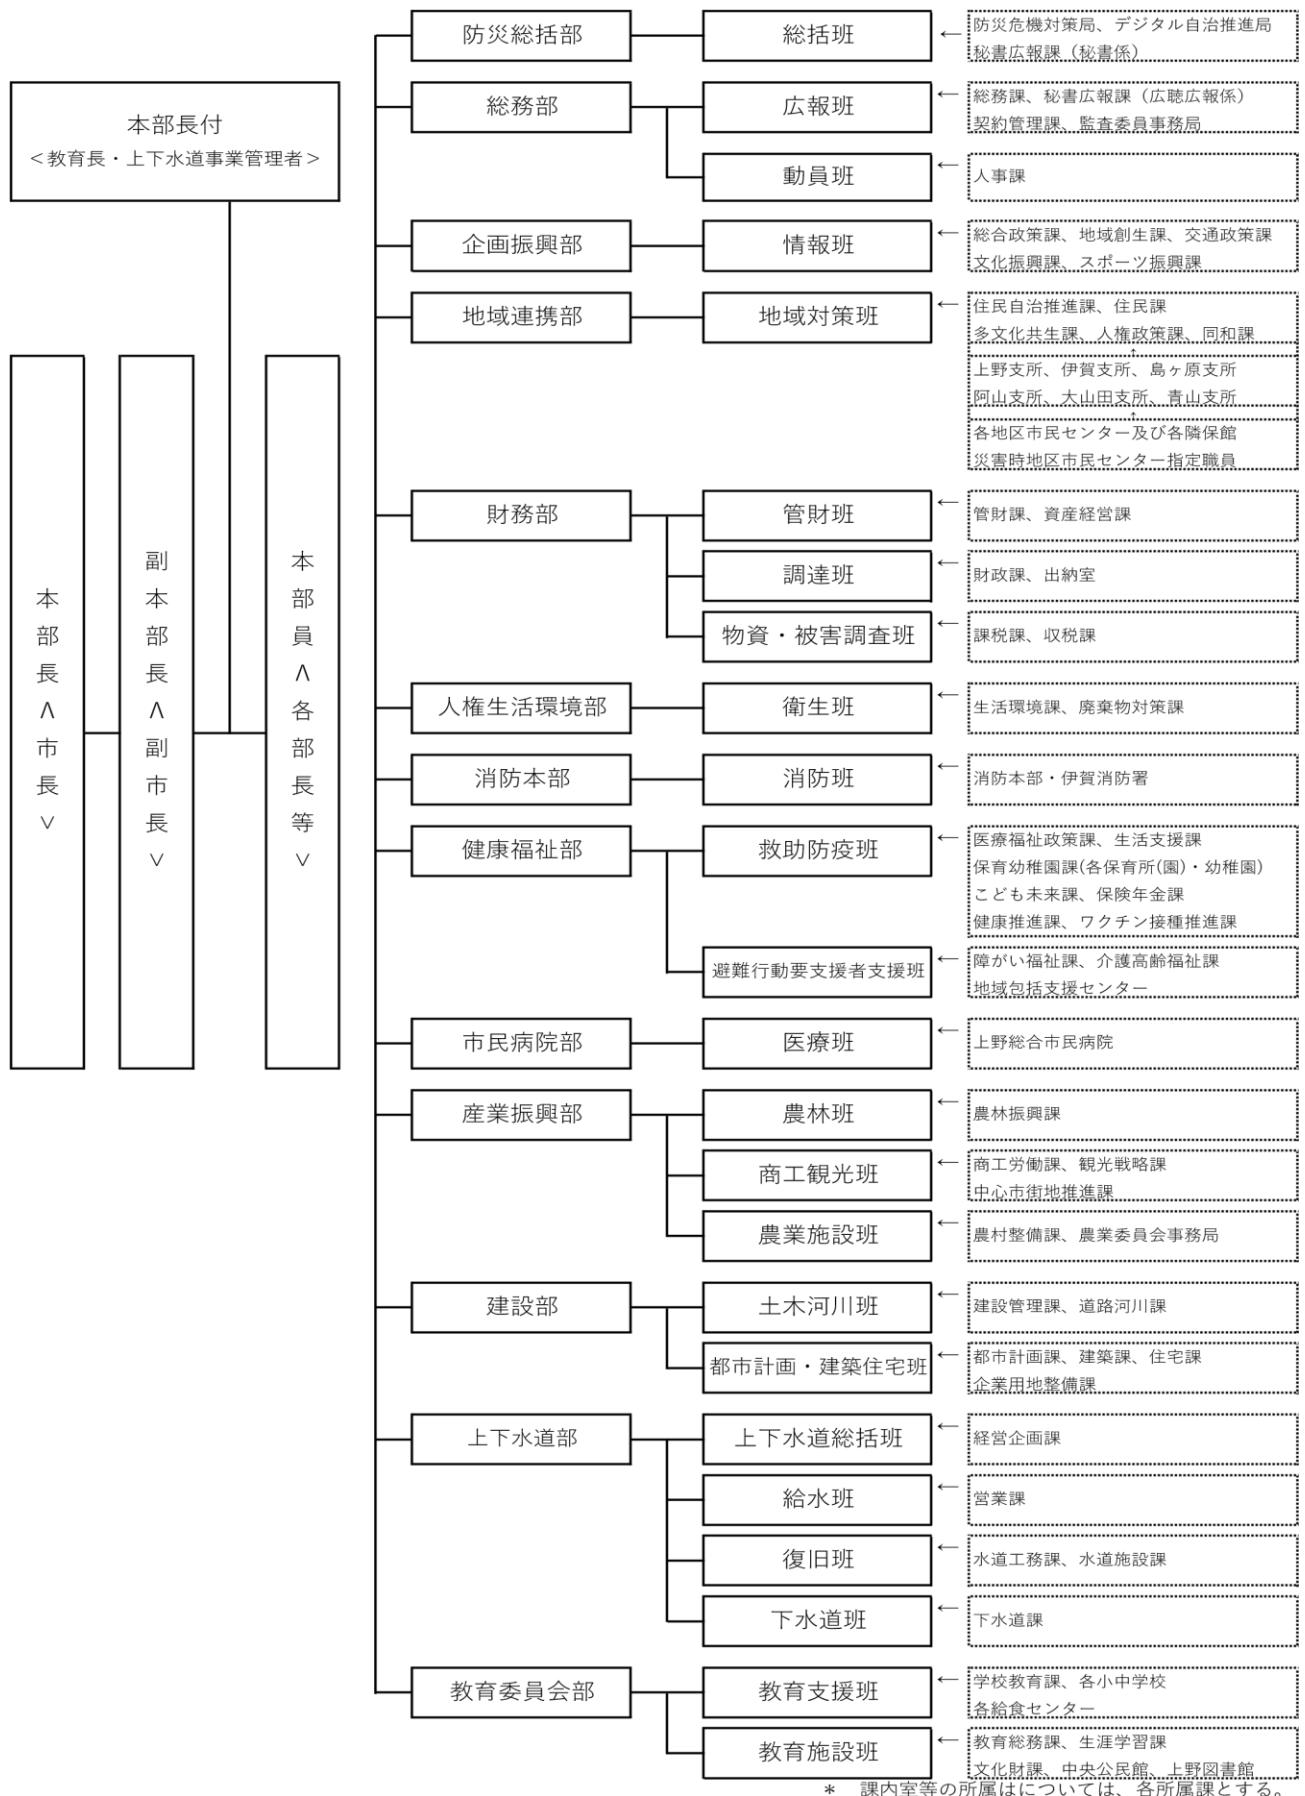 本部長付
<教育長・上下水道事業管理者>
本部長<市長>
副本部長<副市長>
本部員<各部長等>
防災総括部
総括班
防災危機対策局、デジタル自治推進局
秘書広報課（秘書係）
総務部
広報班
総務課、秘書広報課（広聴広報係）
契約管理課、監査委員事務局
動員班
人事課
企画振興部
情報班
総合政策課、地域創生課、交通政策課
文化振興課、スポーツ振興課
地域連携部
地域対策班
住民自治推進課、住民課
多文化共生課、人権政策課、同和課
上野支所、伊賀支所、島ヶ原支所
阿山支所、大山田支所、青山支所
各地区市民センター及び各隣保館
災害時地区市民センター指定職員
財務部
管財班
管財課、資産経営課
調達班
財政課、出納室
物資・被害調査班
課税課、収税課
人権生活環境部
衛生班
生活環境課、廃棄物対策課
消防本部
消防班
消防本部・伊賀消防署
健康福祉部
救助防疫班
医療福祉政策課、生活支援課
保育幼稚園課(各保育所(園)・幼稚園)
こども未来課、保険年金課
健康推進課、ワクチン接種推進課
避難行動要支援者支援班
障がい福祉課、介護高齢福祉課
地域包括支援センター
市民病院部
医療班
上野総合市民病院
産業振興部
農林班
農林振興課
商工観光班
商工労働課、観光戦略課
中心市街地推進課
農業施設班
農村整備課、農業委員会事務局
建設部
土木河川班
建設管理課、道路河川課
都市計画・建築住宅班
都市計画課、建築課、住宅課
企業用地整備課
上下水道部
上下水道総括班
経営企画課
給水班
営業課
復旧班
水道工務課、水道施設課
下水道班
下水道課
教育委員会部
教育支援班
学校教育課、各小中学校
各給食センター
教育施設班
教育総務課、生涯学習課
文化財課、中央公民館、上野図書館
＊　課内室等の所属はについては、各所属課とする。